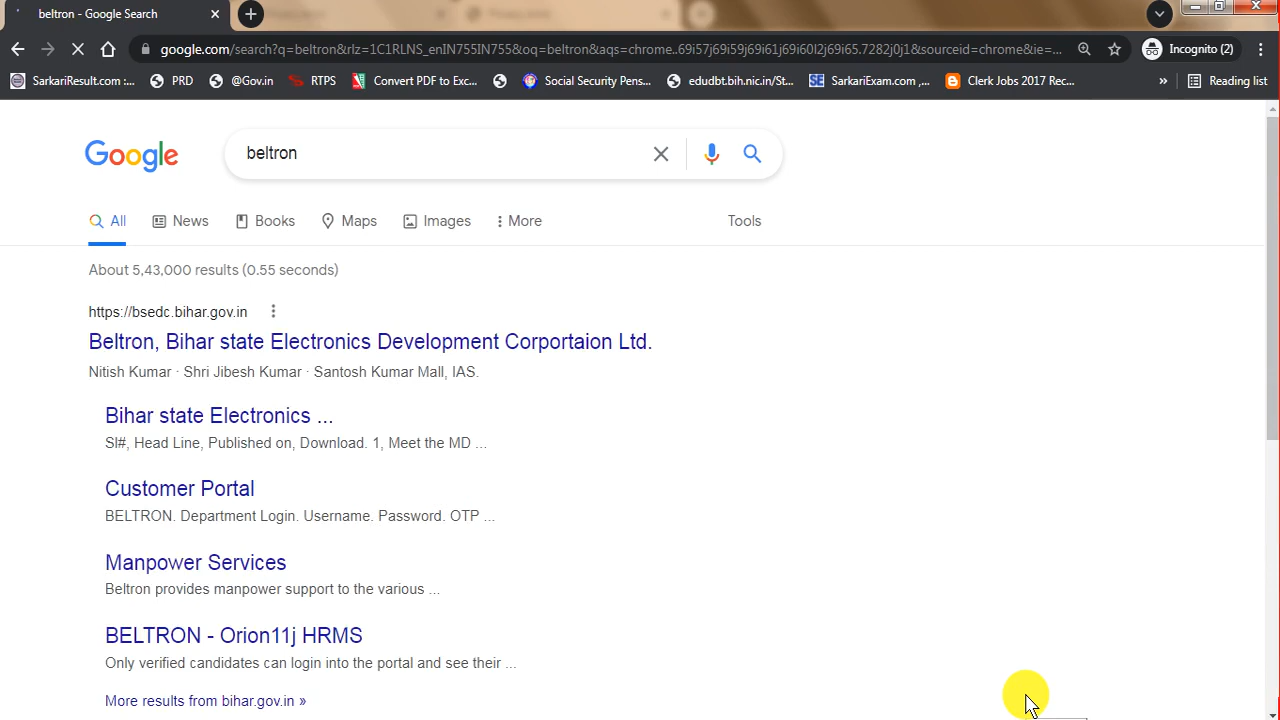 beltron - Google Search
google.com/search?q=beltron&rlz=1C1RLNS_enIN755IN755&oq=beltron&aqs=chrome..69i57j69i59j69i61j69i60l2j69i65.7282j0j1&sourceid=chrome&ie=...
Incognito (2)
SarkariResult.com :... PRD @Gov.in RTPS Convert PDF to Exc... Social Security Pens... edudbt.bih.nic.in/St... SarkariExam.com ,... Clerk Jobs 2017 Rec... » Reading list
Google beltron
All News Books Maps Images More Tools
About 5,43,000 results (0.55 seconds)
https://bsedc.bihar.gov.in
Beltron, Bihar state Electronics Development Corportaion Ltd.
Nitish Kumar · Shri Jibesh Kumar · Santosh Kumar Mall, IAS.
Bihar state Electronics ...
Sl#, Head Line, Published on, Download. 1, Meet the MD ...
Customer Portal
BELTRON. Department Login. Username. Password. OTP ...
Manpower Services
Beltron provides manpower support to the various ...
BELTRON - Orion11j HRMS
Only verified candidates can login into the portal and see their ...
More results from bihar.gov.in »